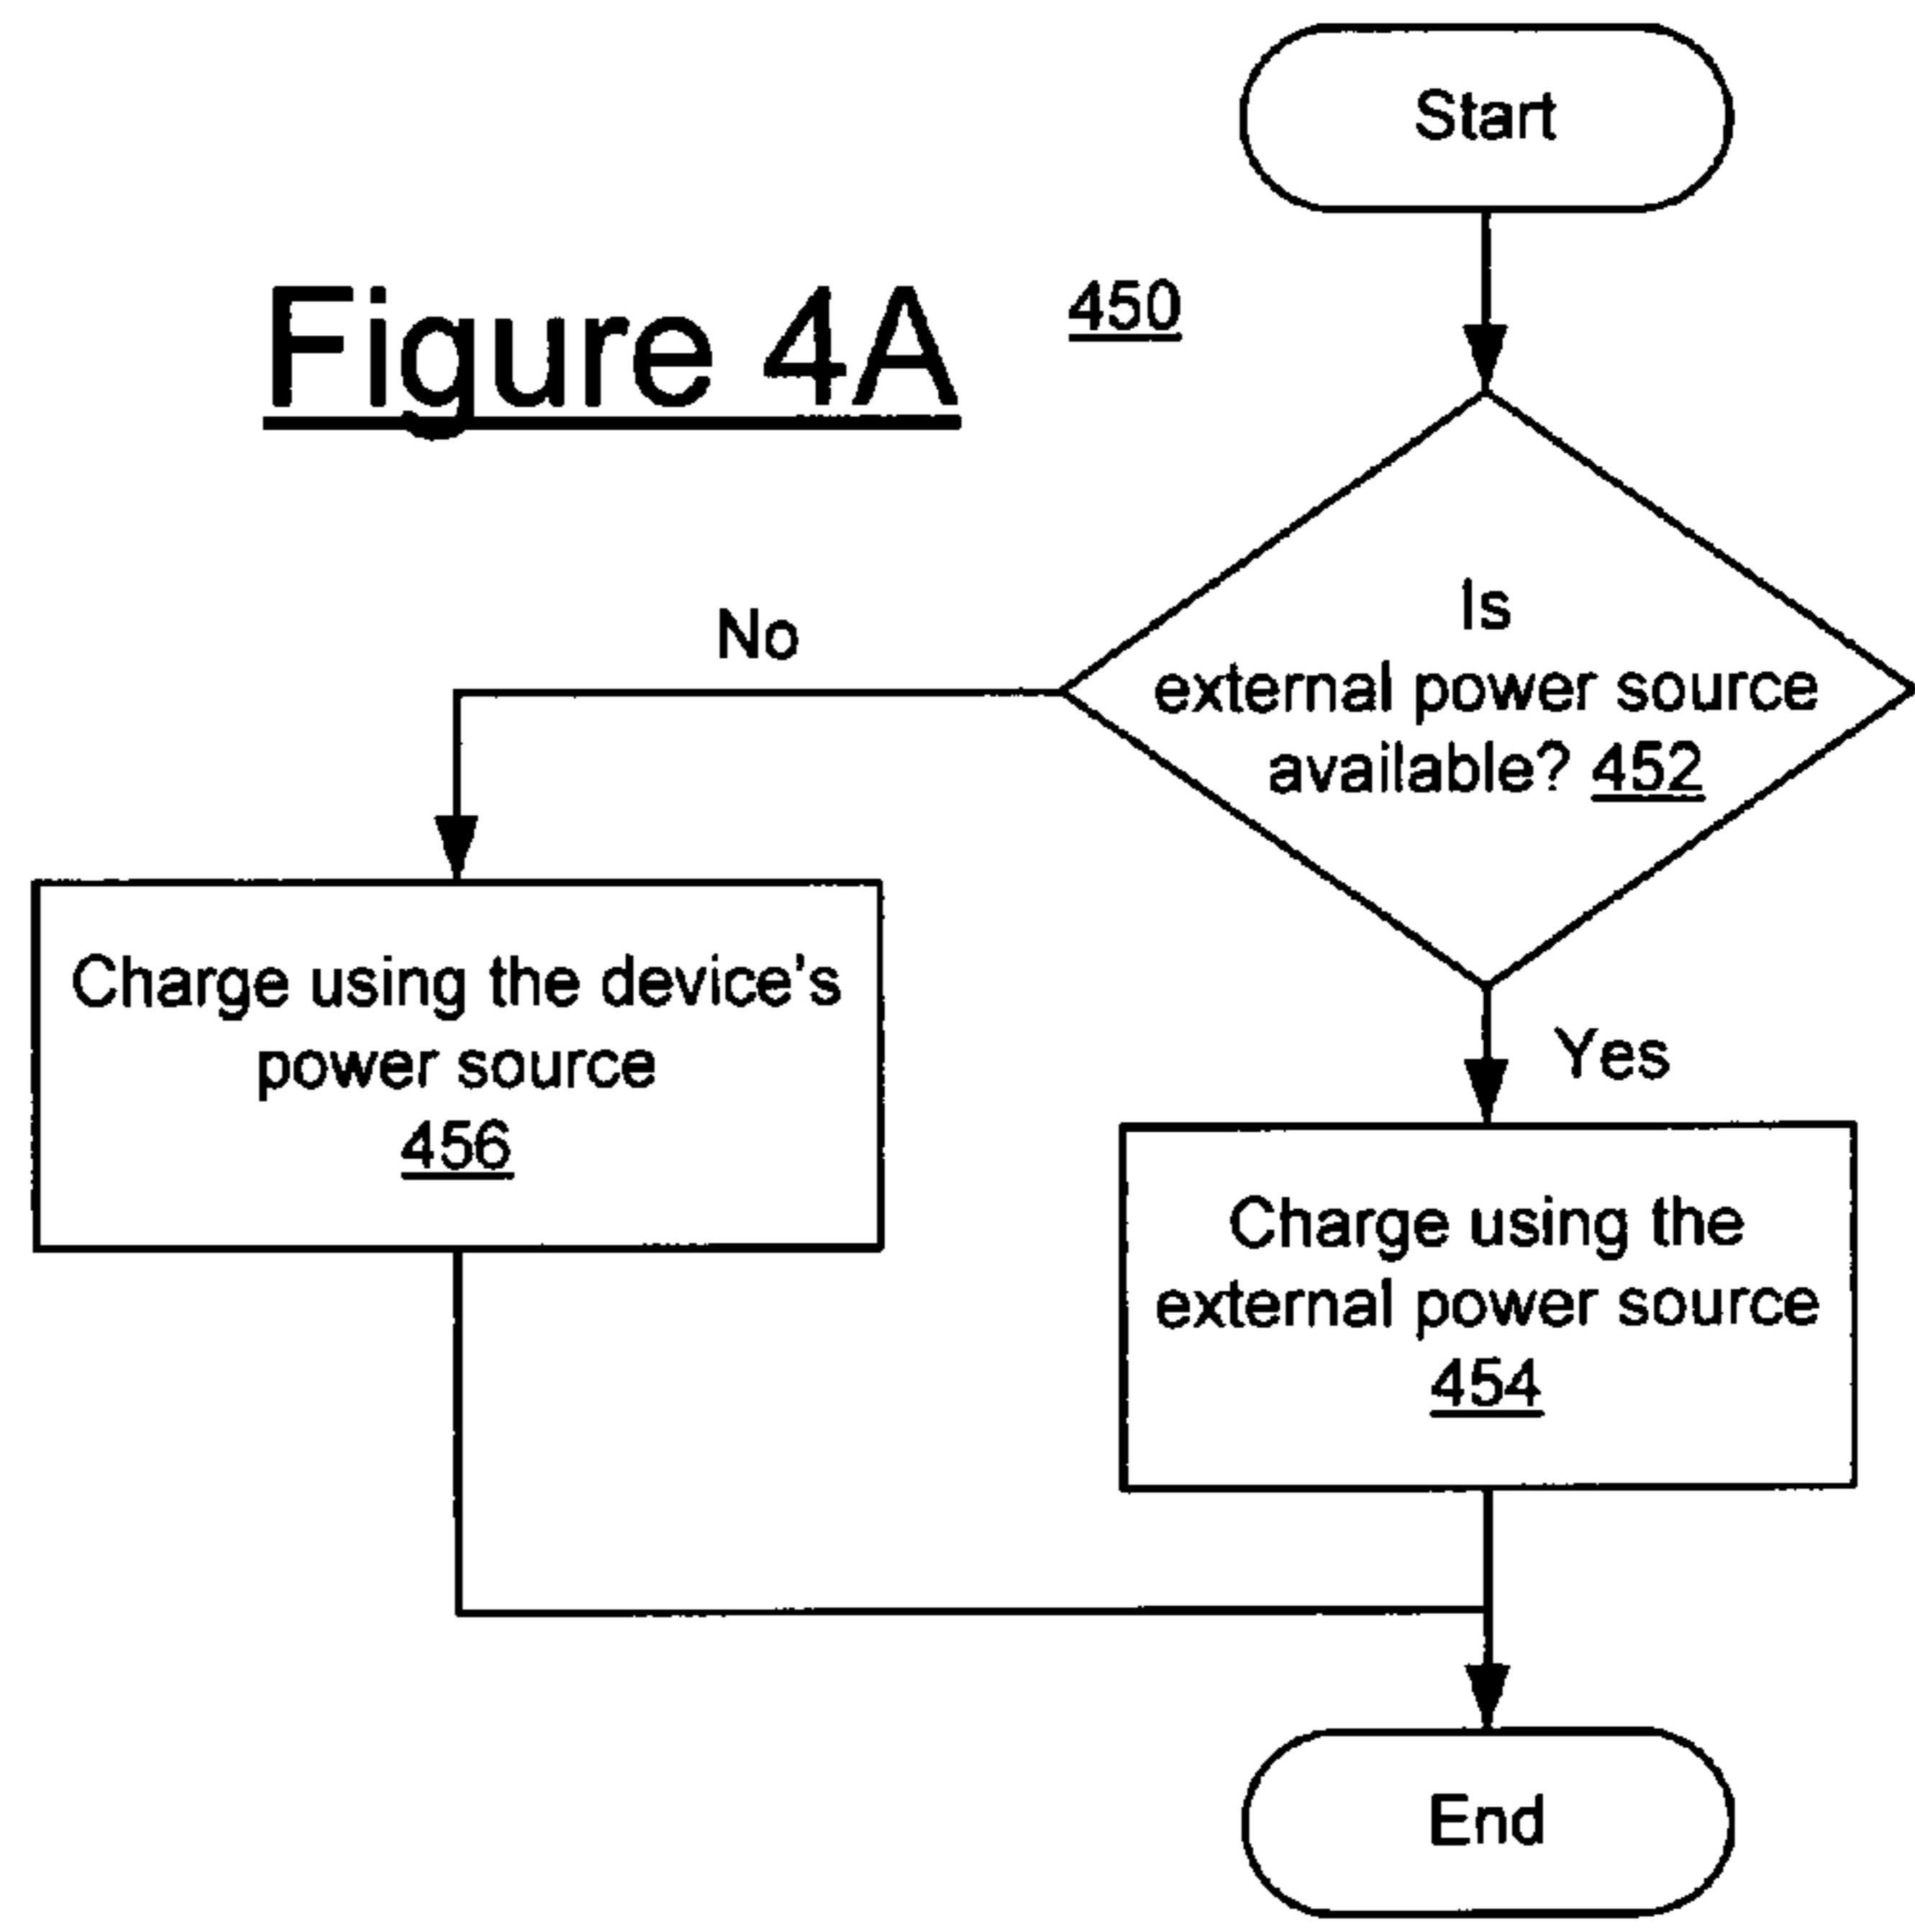 Start
Figure 4A
450
Is
external power source
available? 452
No
Yes
Charge using the device's
power source
456
Charge using the
external power source
454
End